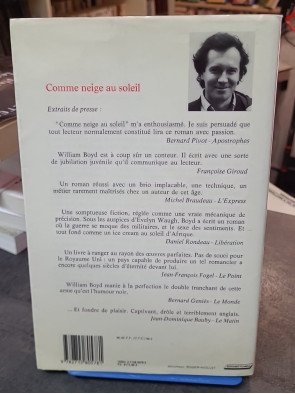 Comme neige au soleil
Extraits de presse :
"Comme neige au soleil" m'a enthousiasmé. Je suis persuadé que
tout lecteur normalement constitué lira ce roman avec passion.
Bernard Pivot - Apostrophes
William Boyd est à coup sûr un conteur. Il écrit avec une sorte
de jubilation juvénile qu'il communique au lecteur.
Françoise Giroud
Un roman réussi avec un brio implacable, une technique, un
métier rarement maîtrisés chez un auteur de cet âge.
Michel Braudeau - L'Express
Une somptueuse fiction, réglée comme une vraie mécanique de
précision. Sous les auspices d'Evelyn Waugh, Boyd a écrit un roman
où la guerre se moque des militaires, et le sexe des sentiments. Et
tout fond comme un ice cream au soleil d'Afrique.
Daniel Rondeau - Libération
Un livre à ranger au rayon des œuvres parfaites. Pas de souci pour le
Royaume Uni : un pays capable de produire un tel romancier a
encore quelques siècles d'éternité devant lui.
Jean-François Fogel - Le Point
William Boyd manie à la perfection le double tranchant de cette
arme qu'est l'humour noir.
Bernard Géniès - Le Monde
... Et fondre de plaisir. Captivant, drôle et terriblement anglais.
Jean-Dominique Bauby - Le Matin